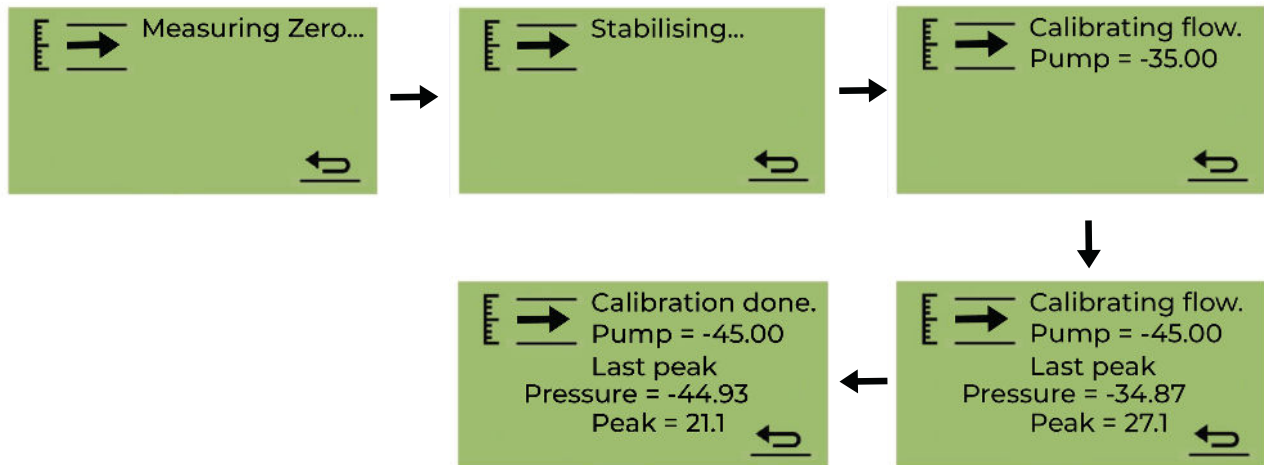 Measuring Zero...
Stabilising...
Calibrating flow.
Pump = -35.00
Calibrating flow.
Pump = -45.00
Last peak
Pressure = -34.87
Peak = 27.1
Calibration done.
Pump = -45.00
Last peak
Pressure = -44.93
Peak = 21.1